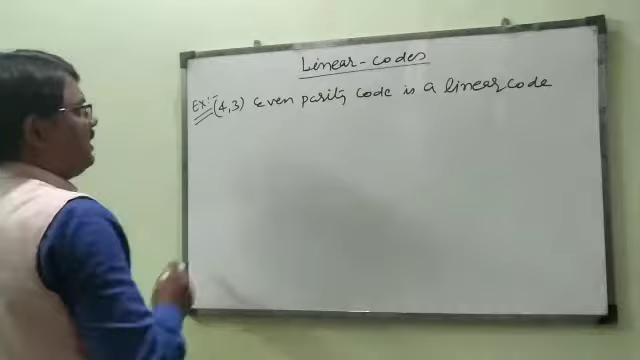 Linear-codes
Ex:- (4,3) Even parity code is a linear code